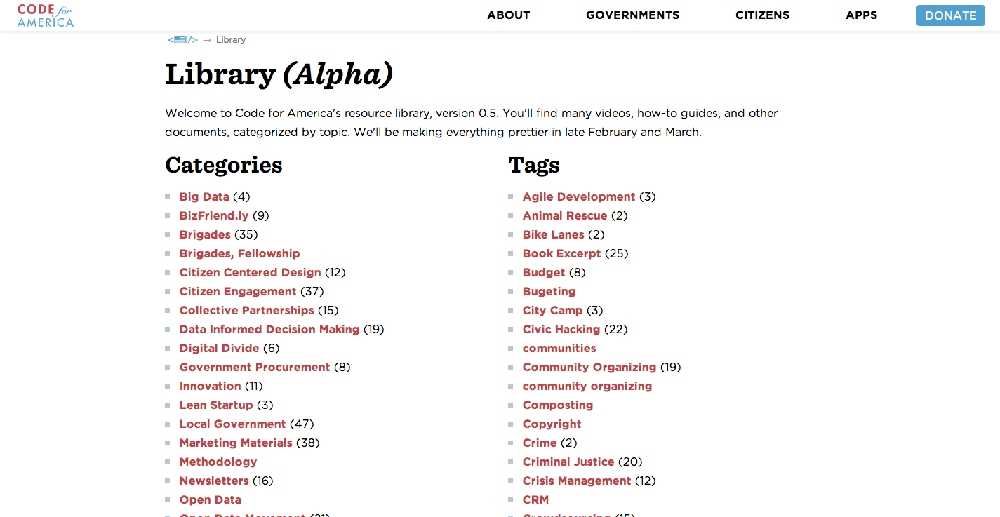 CODE for
AMERICA
ABOUT
GOVERNMENTS
CITIZENS
APPS
DONATE
→ Library
Library (Alpha)
Welcome to Code for America's resource library, version 0.5. You'll find many videos, how-to guides, and other
documents, categorized by topic. We'll be making everything prettier in late February and March.
Categories
Big Data (4)
BizFriend.ly (9)
Brigades (35)
Brigades, Fellowship
Citizen Centered Design (12)
Citizen Engagement (37)
Collective Partnerships (15)
Data Informed Decision Making (19)
Digital Divide (6)
Government Procurement (8)
Innovation (11)
Lean Startup (3)
Local Government (47)
Marketing Materials (38)
Methodology
Newsletters (16)
Open Data
Open Data Movement (21)
Tags
Agile Development (3)
Animal Rescue (2)
Bike Lanes (2)
Book Excerpt (25)
Budget (8)
Bugeting
City Camp (3)
Civic Hacking (22)
communities
Community Organizing (19)
community organizing
Composting
Copyright
Crime (2)
Criminal Justice (20)
Crisis Management (12)
CRM
Crowdsourcing (15)